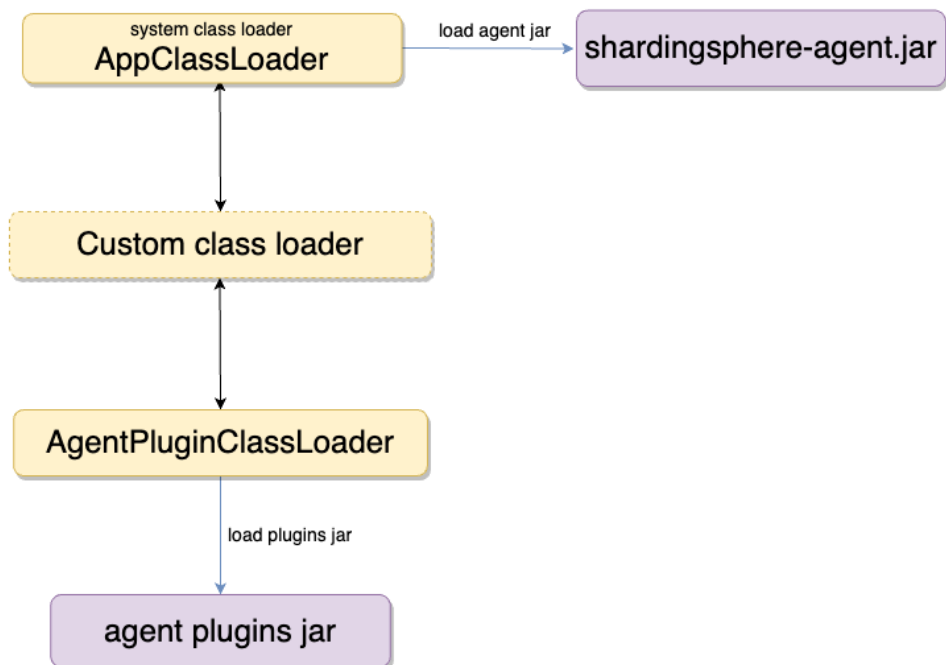 system class loader
AppClassLoader
load agent jar
shardingsphere-agent.jar
Custom class loader
AgentPluginClassLoader
load plugins jar
agent plugins jar